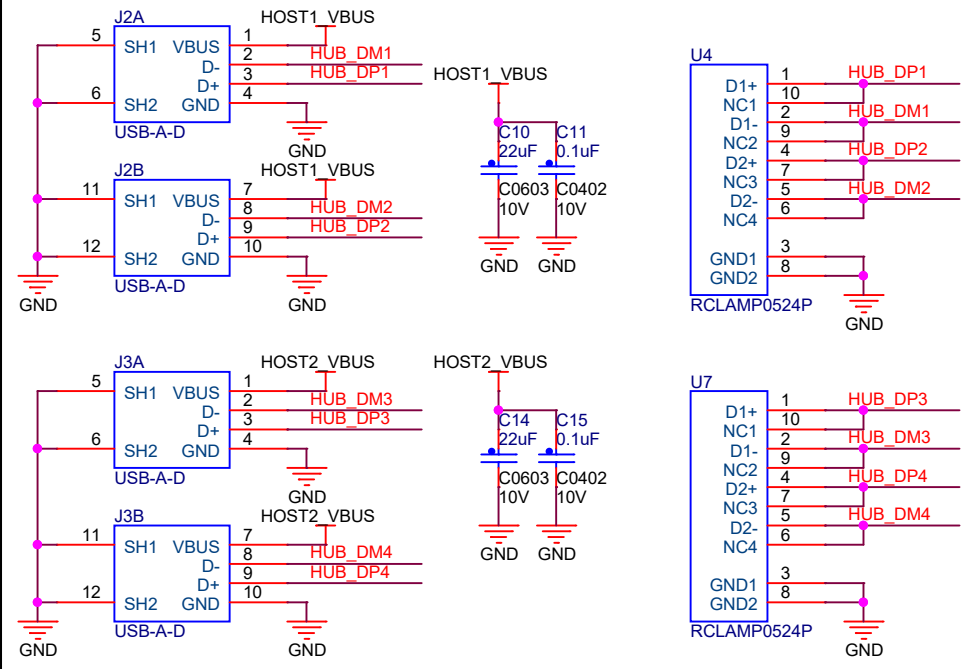 J2A
HOST1_VBUS
5 SH1 VBUS 1
D- 2 HUB_DM1
D+ 3 HUB_DP1
6 SH2 GND 4
USB-A-D
GND
J2B
HOST1_VBUS
11 SH1 VBUS 7
D- 8 HUB_DM2
D+ 9 HUB_DP2
12 SH2 GND 10
USB-A-D
GND
GND
HOST1_VBUS
C10 C11
22uF 0.1uF
C0603 C0402
10V 10V
GND GND
U4
D1+ 1 HUB_DP1
NC1 10
D1- 2 HUB_DM1
NC2 9
D2+ 4 HUB_DP2
NC3 7
D2- 5 HUB_DM2
NC4 6
GND1 3
GND2 8
RCLAMP0524P
GND
J3A
HOST2_VBUS
5 SH1 VBUS 1
D- 2 HUB_DM3
D+ 3 HUB_DP3
6 SH2 GND 4
USB-A-D
GND
J3B
HOST2_VBUS
11 SH1 VBUS 7
D- 8 HUB_DM4
D+ 9 HUB_DP4
12 SH2 GND 10
USB-A-D
GND
GND
HOST2_VBUS
C14 C15
22uF 0.1uF
C0603 C0402
10V 10V
GND GND
U7
D1+ 1 HUB_DP3
NC1 10
D1- 2 HUB_DM3
NC2 9
D2+ 4 HUB_DP4
NC3 7
D2- 5 HUB_DM4
NC4 6
GND1 3
GND2 8
RCLAMP0524P
GND